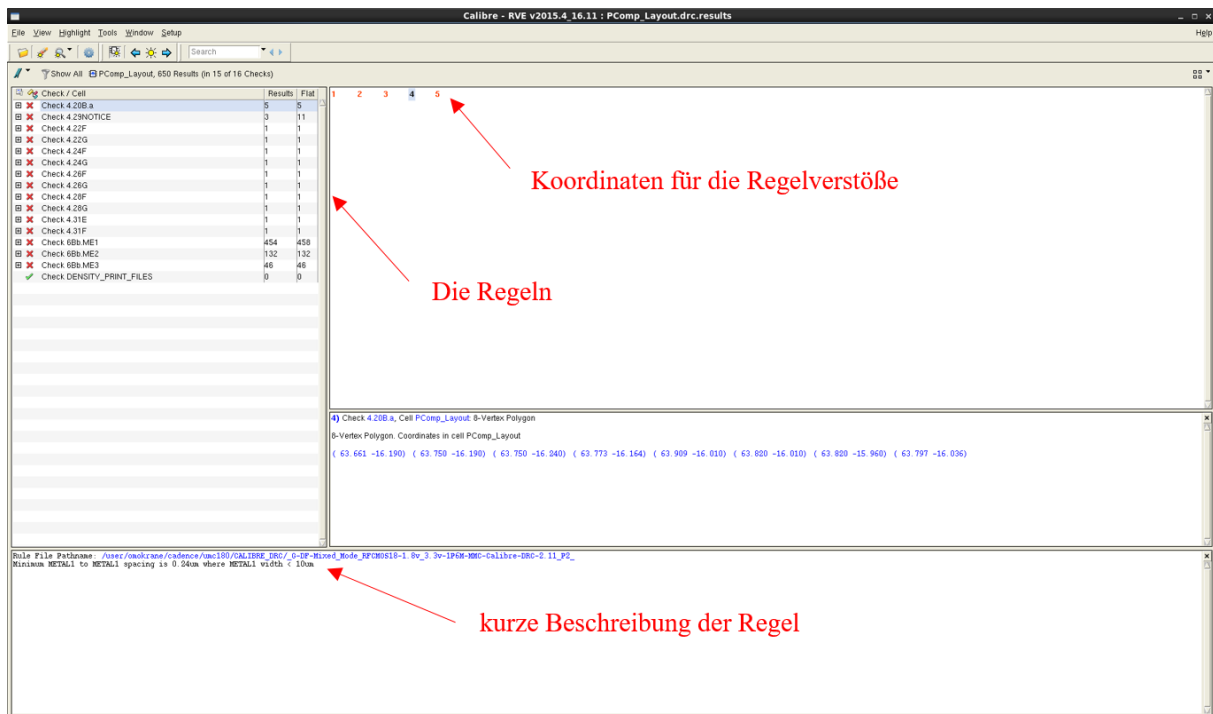 Calibre - RVE v2015.4_16.11 : PComp_Layout.drc.results
File View Highlight Tools Window Setup Help
Search
Show All PComp_Layout, 650 Results (in 15 of 16 Checks)
Check / Cell Results Flat
Check 4.20B.a 5 5
Check 4.29NOTICE 3 11
Check 4.22F 1 1
Check 4.22G 1 1
Check 4.24F 1 1
Check 4.24G 1 1
Check 4.26F 1 1
Check 4.26G 1 1
Check 4.28F 1 1
Check 4.28G 1 1
Check 4.31E 1 1
Check 4.31F 1 1
Check 6Bb.ME1 454 458
Check 6Bb.ME2 132 132
Check 6Bb.ME3 46 46
Check DENSITY_PRINT_FILES 0 0
1 2 3 4 5
Koordinaten für die Regelverstöße
Die Regeln
4) Check 4.20B.a, Cell PComp_Layout: 8-Vertex Polygon
8-Vertex Polygon. Coordinates in cell PComp_Layout
( 63.661 -16.190) ( 63.750 -16.190) ( 63.750 -16.240) ( 63.773 -16.164) ( 63.909 -16.010) ( 63.820 -16.010) ( 63.820 -15.960) ( 63.797 -16.036)
Rule File Pathname: /user/omokrane/cadence/umc180/CALIBRE_DRC/_G-DF-Mixed_Mode_RFCMOS18-1.8v_3.3v-1P6M-MMC-Calibre-DRC-2.11_P2_
Minimum METAL1 to METAL1 spacing is 0.24um where METAL1 width < 10um
kurze Beschreibung der Regel